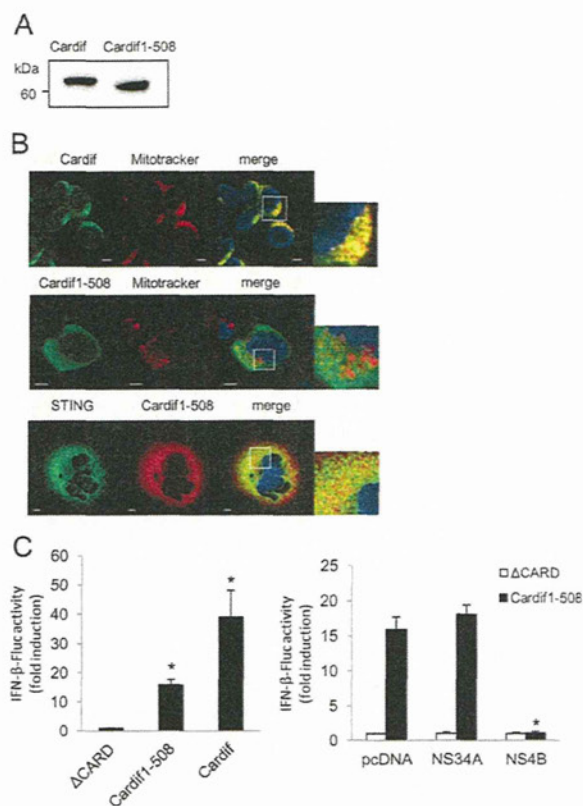 A
Cardif Cardif1-508
kDa
60
B
Cardif Mitotracker merge
Cardif1-508 Mitotracker merge
STING Cardif1-508 merge
C
IFN-β-Fluc activity
(fold induction)
60
50
40
30
20
10
0
*
*
ΔCARD
Cardif1-508
Cardif
IFN-β-Fluc activity
(fold induction)
25
20
15
10
5
0
□ΔCARD
■Cardif1-508
*
pcDNA NS34A NS4B